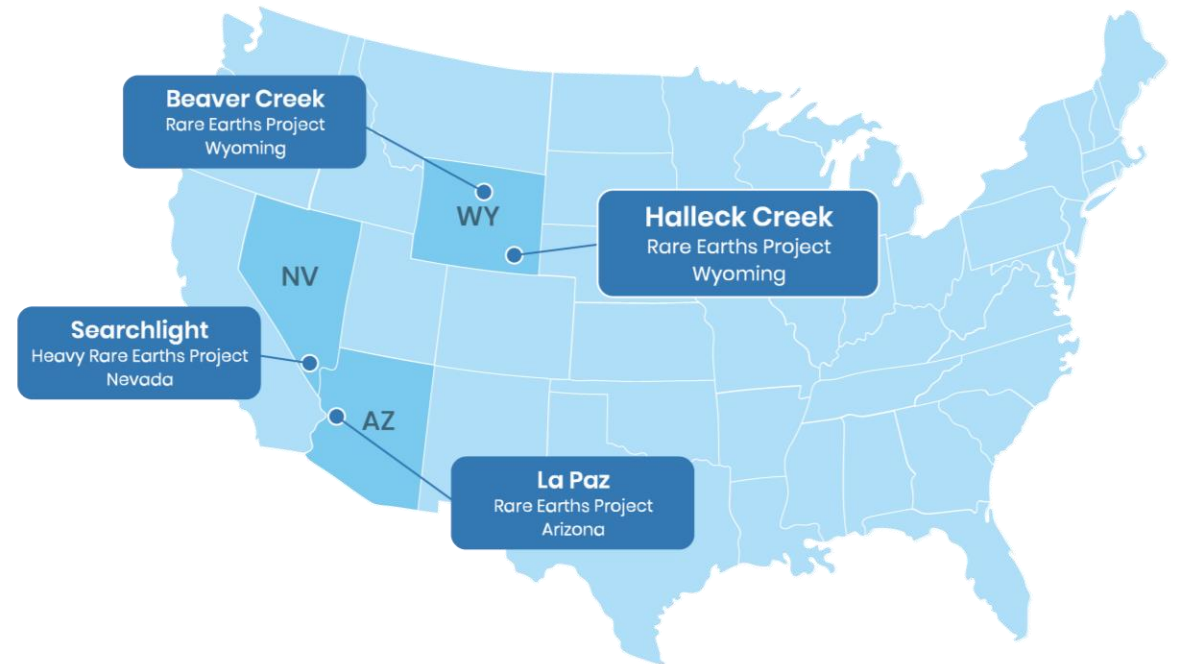 Beaver Creek
Rare Earths Project
Wyoming
WY
Halleck Creek
Rare Earths Project
Wyoming
NV
Searchlight
Heavy Rare Earths Project
Nevada
AZ
La Paz
Rare Earths Project
Arizona